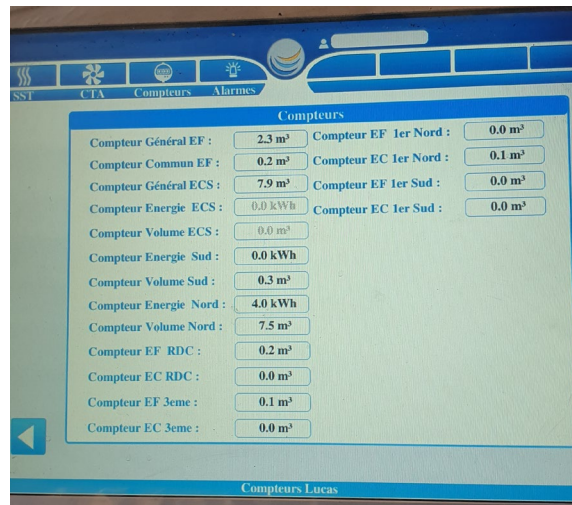 SST
CTA
Compteurs
Alarmes
Compteurs
Compteur Général EF : 2.3 m³
Compteur Commun EF : 0.2 m³
Compteur Général ECS : 7.9 m³
Compteur Energie ECS : 0.0 kWh
Compteur Volume ECS : 0.0 m³
Compteur Energie Sud : 0.0 kWh
Compteur Volume Sud : 0.3 m³
Compteur Energie Nord : 4.0 kWh
Compteur Volume Nord : 7.5 m³
Compteur EF RDC : 0.2 m³
Compteur EC RDC : 0.0 m³
Compteur EF 3eme : 0.1 m³
Compteur EC 3eme : 0.0 m³
Compteur EF 1er Nord : 0.0 m³
Compteur EC 1er Nord : 0.1 m³
Compteur EF 1er Sud : 0.0 m³
Compteur EC 1er Sud : 0.0 m³
Compteurs Lucas